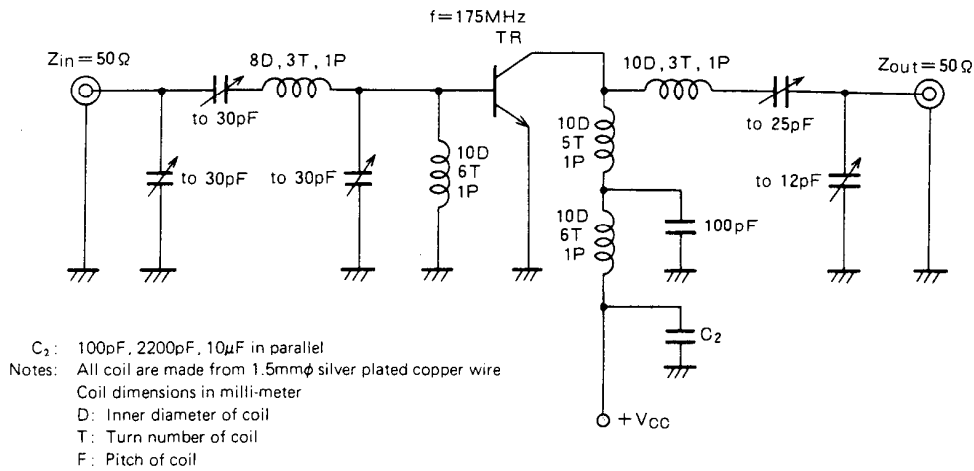 f=175MHz
TR
Zin=50Ω
8D, 3T, 1P
10D, 3T, 1P
Zout=50Ω
to 30pF
to 25pF
to 30pF
to 30pF
10D
6T
1P
10D
5T
1P
to 12pF
10D
6T
1P
100pF
C₂
+VCC
C₂: 100pF, 2200pF, 10μF in parallel
Notes: All coil are made from 1.5mmϕ silver plated copper wire
Coil dimensions in milli-meter
D: Inner diameter of coil
T: Turn number of coil
F: Pitch of coil